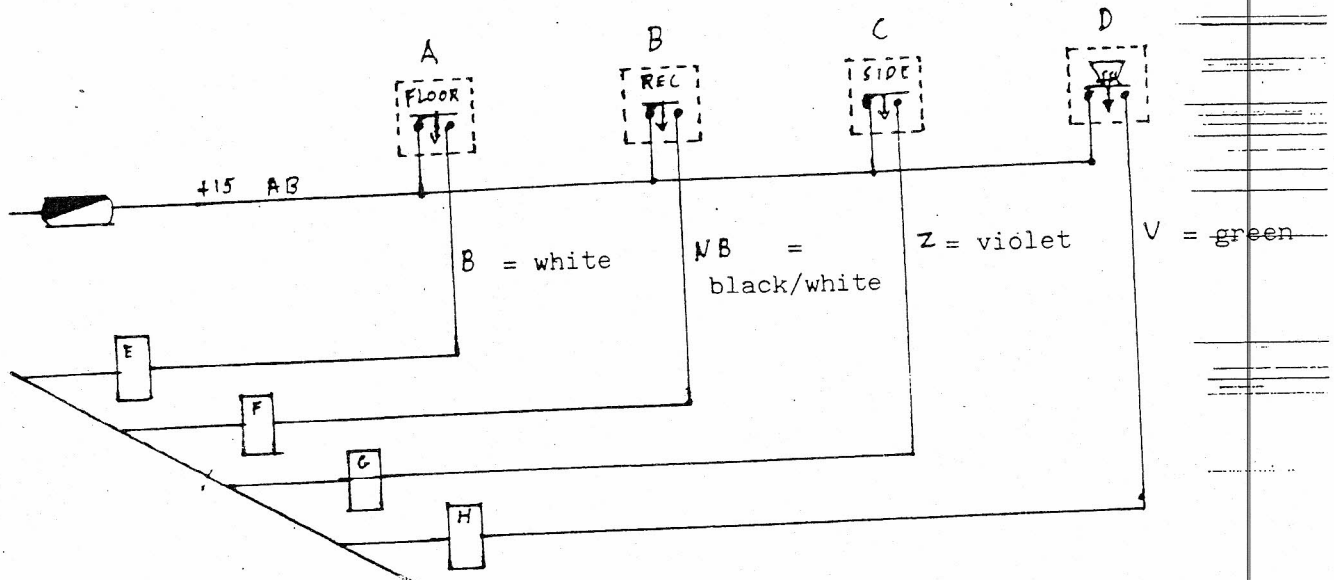 A
B
C
D
FLOOR
REC
SIDE
+15 AB
B = white
NB =
black/white
Z = violet
V = green
E
F
G
H